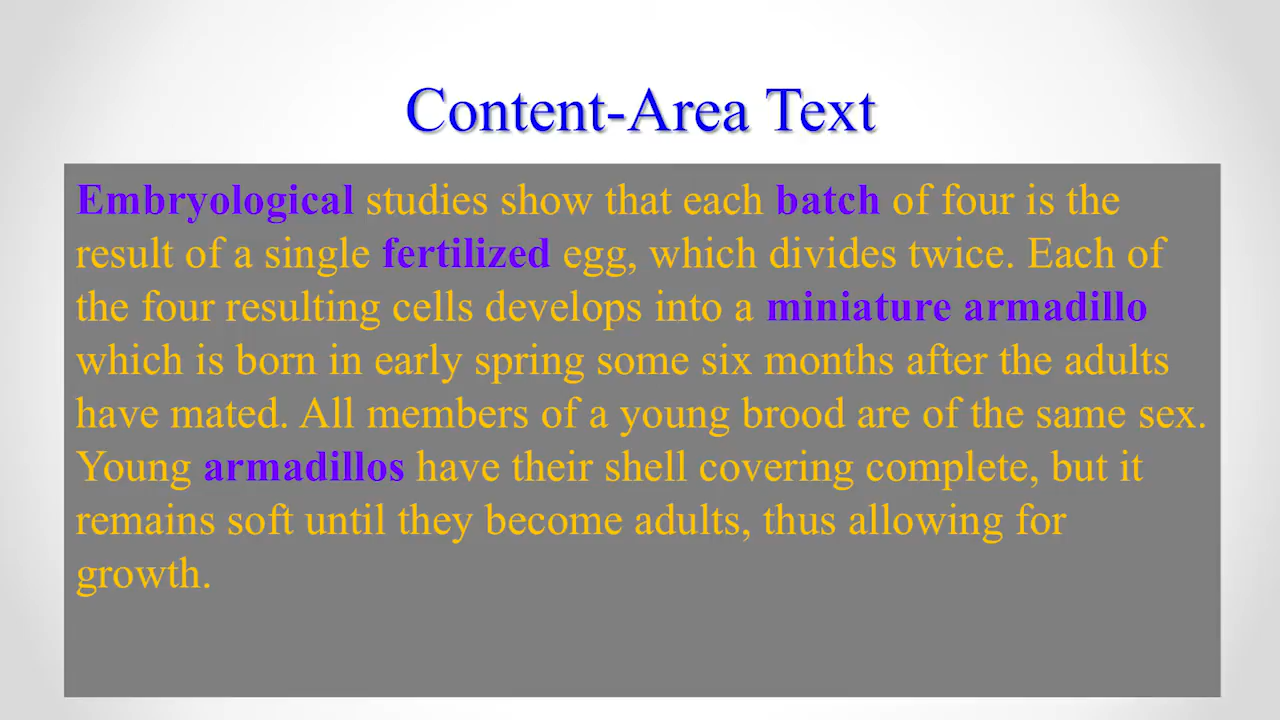 Content-Area Text
Embryological studies show that each batch of four is the
result of a single fertilized egg, which divides twice. Each of
the four resulting cells develops into a miniature armadillo
which is born in early spring some six months after the adults
have mated. All members of a young brood are of the same sex.
Young armadillos have their shell covering complete, but it
remains soft until they become adults, thus allowing for
growth.